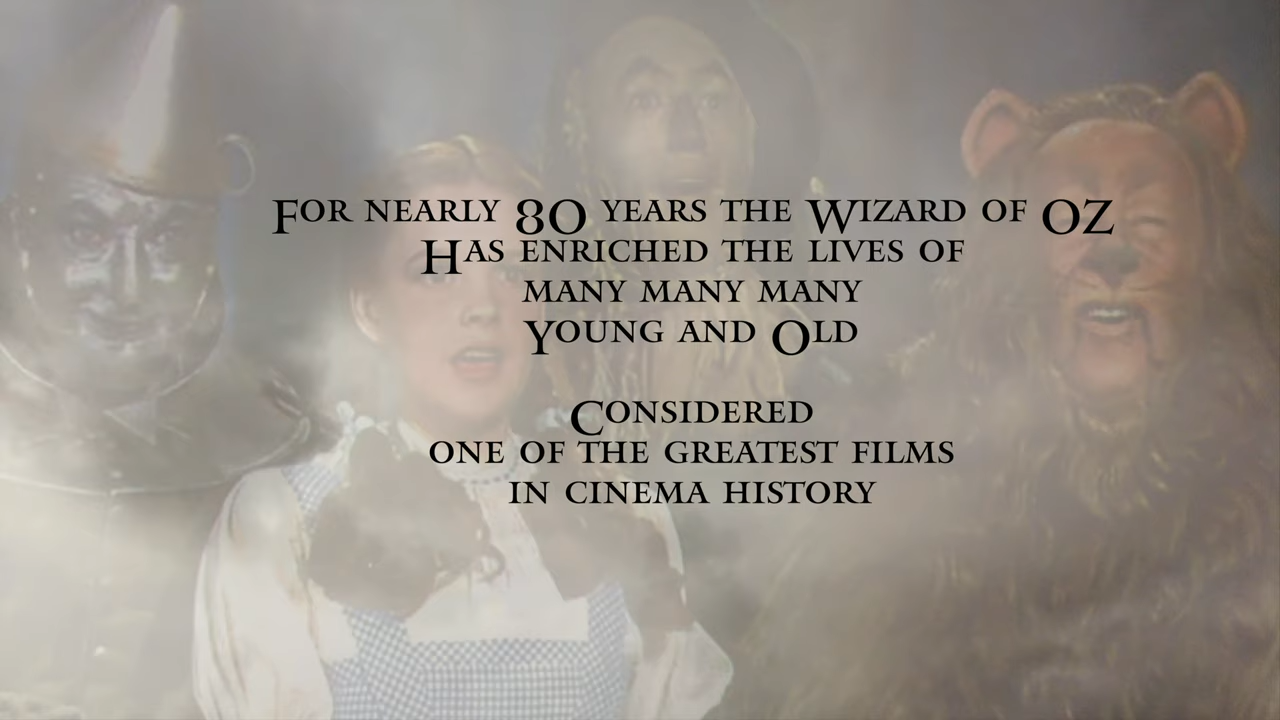 For nearly 80 years the Wizard of OZ
Has enriched the lives of
many many many
Young and Old
Considered
one of the greatest films
in cinema history